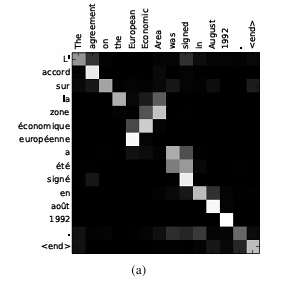 The agreement on the European Economic Area was signed in August 1992 . <end>
L'
accord
sur
la
zone
économique
européenne
a
été
signé
en
août
1992
.
<end>
(a)